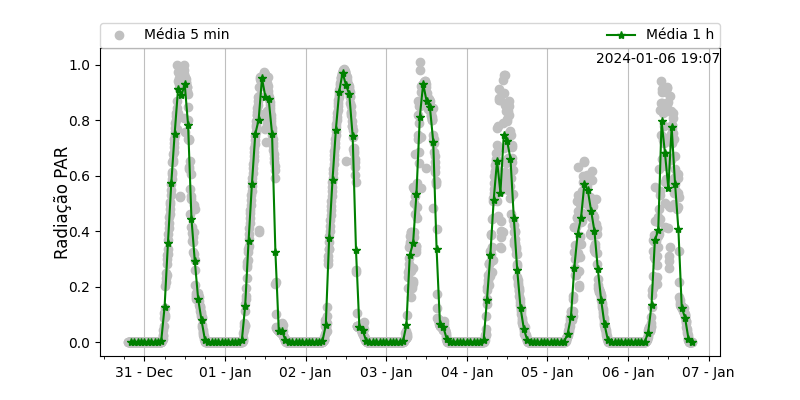 Média 5 min
Média 1 h
2024-01-06 19:07
Radiação PAR
1.0
0.8
0.6
0.4
0.2
0.0
31 - Dec
01 - Jan
02 - Jan
03 - Jan
04 - Jan
05 - Jan
06 - Jan
07 - Jan